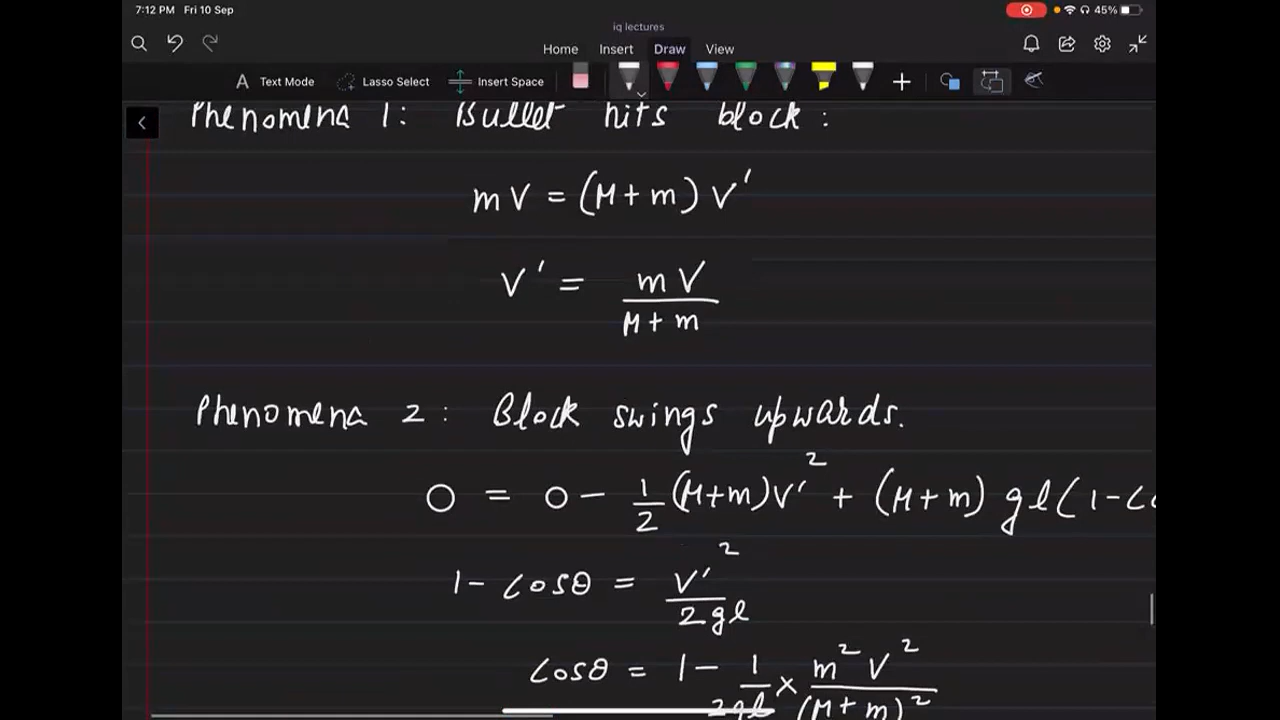 7:12 PM Fri 10 Sep
45%
iq lectures
Home Insert Draw View
Text Mode Lasso Select Insert Space
Phenomena 1: Bullet hits block:
mV = (M+m) V'
V' = mV / M+m
Phenomena 2: Block swings upwards.
0 = 0 - 1/2 (M+m)V'² + (M+m) gl(1-Co
1 - Cosθ = V'² / 2gl
Cosθ = 1 - 1/2gl × m²V² / (M+m)²